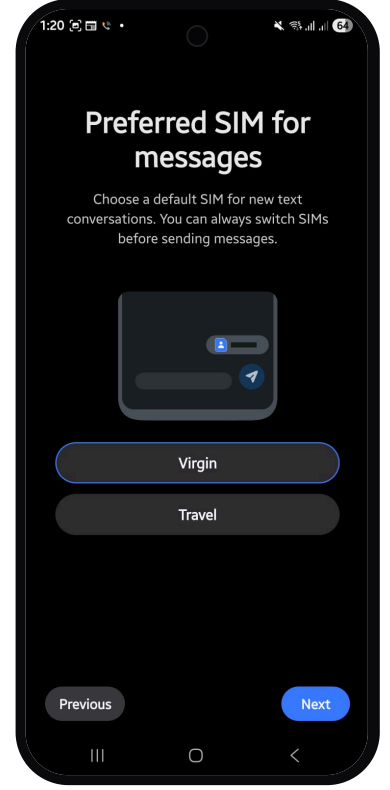 1:20
64
Preferred SIM for
messages
Choose a default SIM for new text
conversations. You can always switch SIMs
before sending messages.
Virgin
Travel
Previous
Next